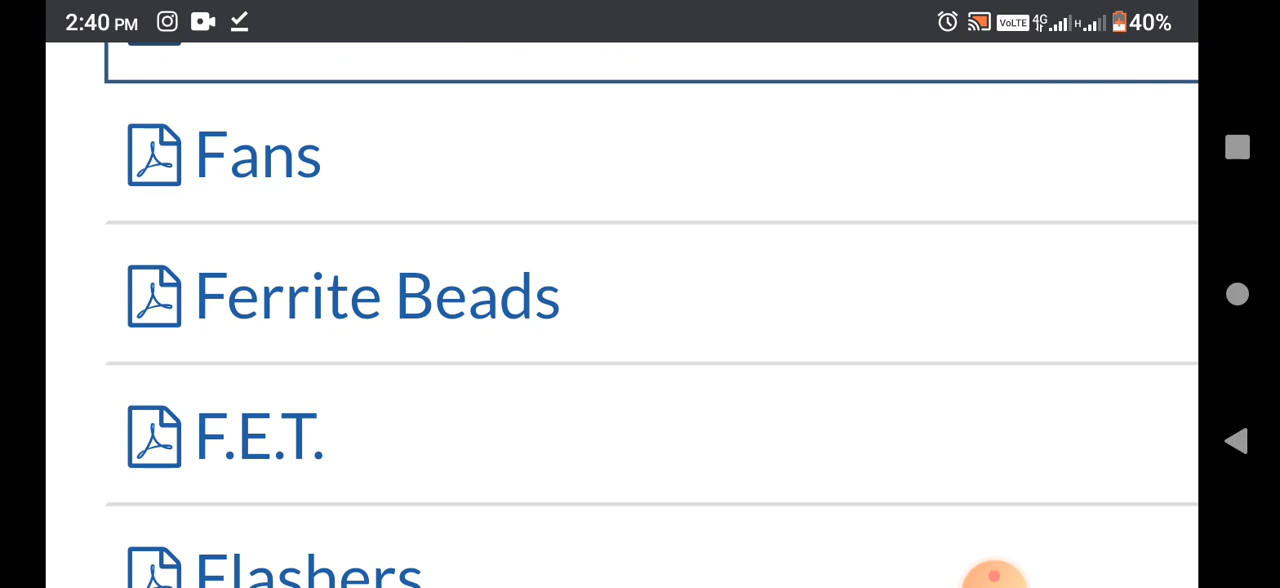 2:40 PM VoLTE 4G H 40%
Fans
Ferrite Beads
F.E.T.
Flashers